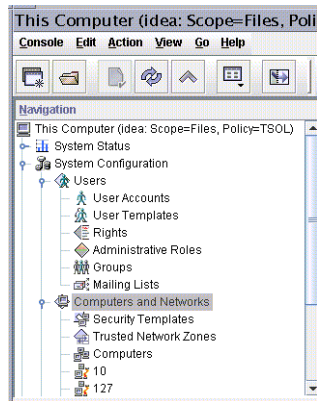 This Computer (idea: Scope=Files, Poli
Console Edit Action View Go Help
Navigation
This Computer (idea: Scope=Files, Policy=TSOL)
System Status
System Configuration
Users
User Accounts
User Templates
Rights
Administrative Roles
Groups
Mailing Lists
Computers and Networks
Security Templates
Trusted Network Zones
Computers
10
127